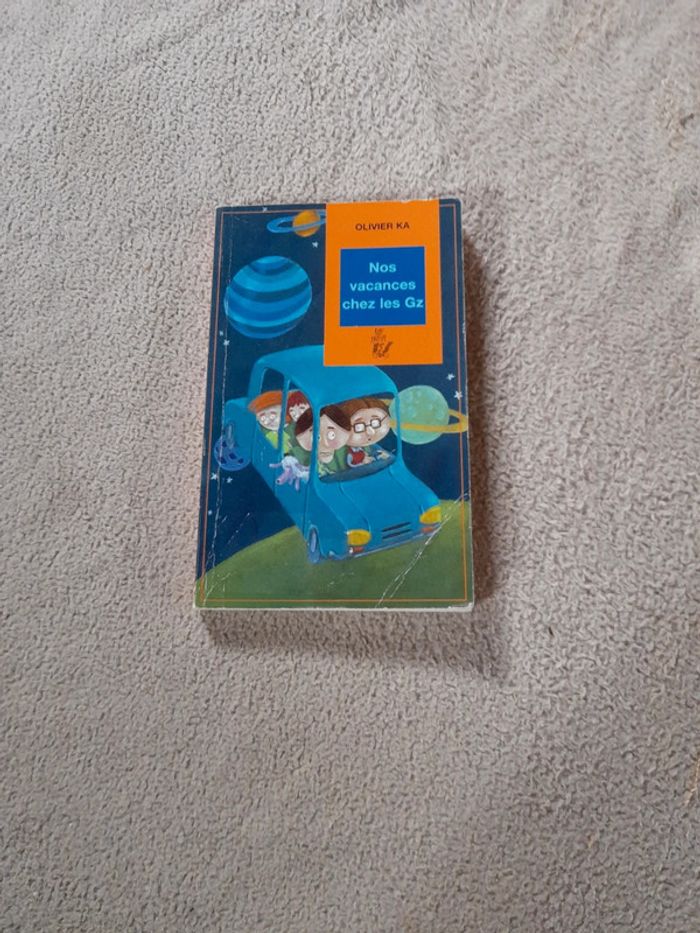 OLIVIER KA
Nos
vacances
chez les Gz